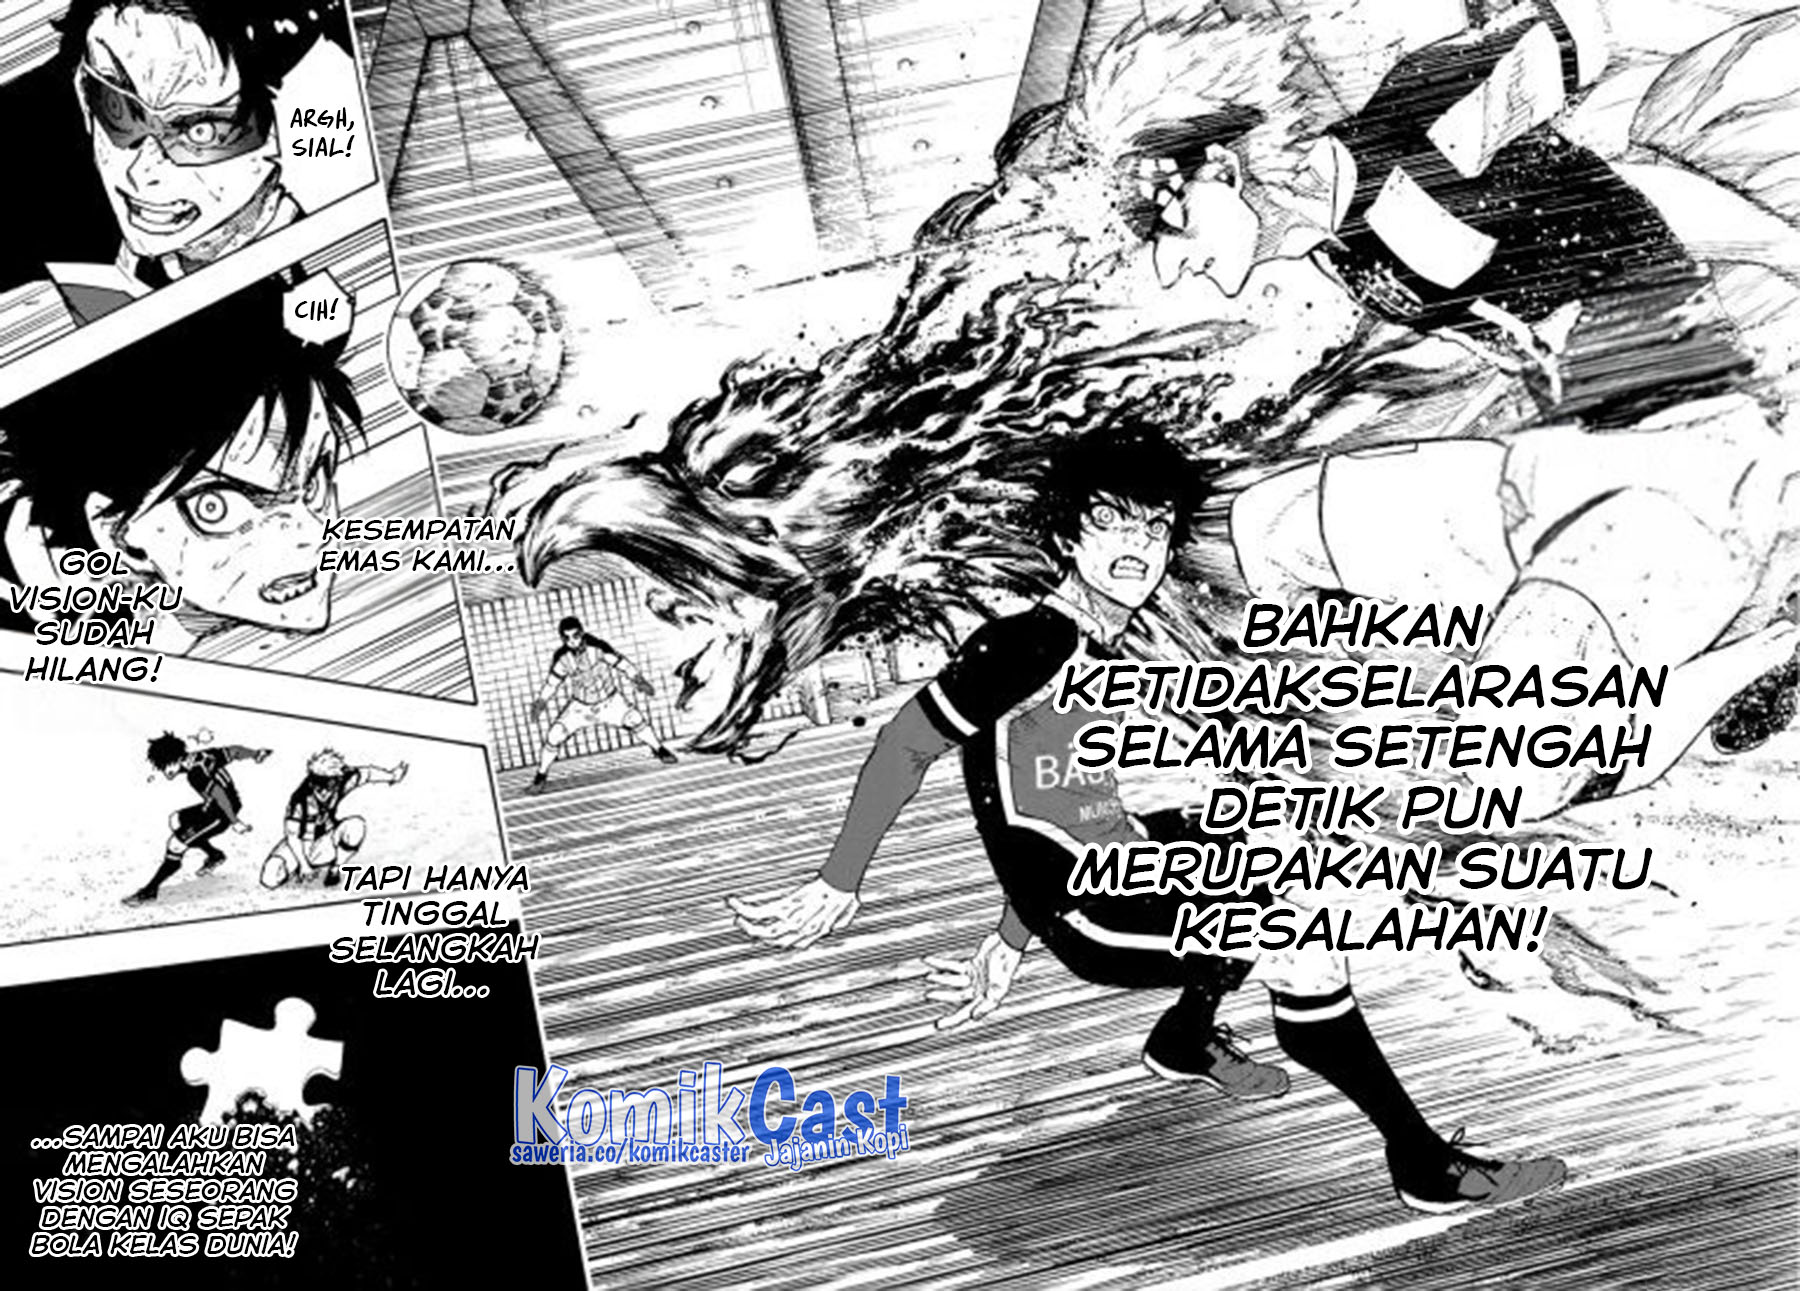 BAHKAN
KETIDAKSELARASAN
SELAMA SETENGAH
DETIK PUN
MERUPAKAN SUATU
KESALAHAN!
ARGH,
SIAL!
CIH!
KESEMPATAN
EMAS KAMI...
GOL
VISION-KU
SUDAH
HILANG!
TAPI HANYA
TINGGAL
SELANGKAH
LAGI...
...SAMPAI AKU BISA
MENGALAHKAN
VISION SESEORANG
DENGAN IQ SEPAK
BOLA KELAS DUNIA!
BAS
KomikCast
saweria.co/komikcaster Jajanin Kopi